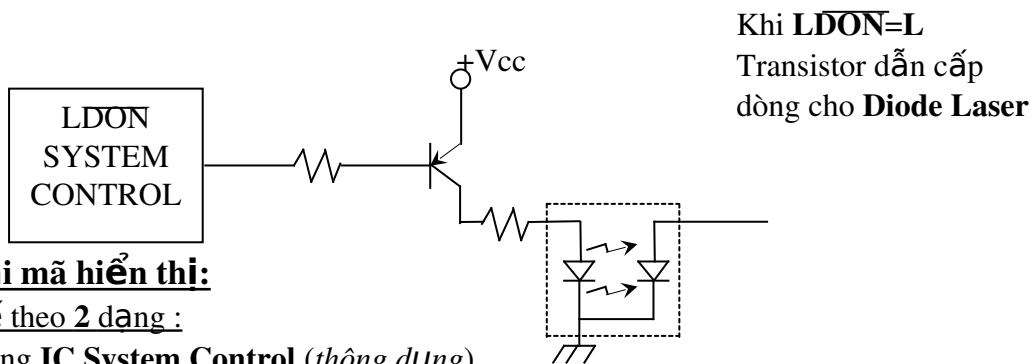 Khi LDON=L
Transistor dẫn cấp
dòng cho Diode Laser
+Vcc
LDON
SYSTEM
CONTROL
mã hiển thị:
theo 2 dạng :
IC System Control (thông dụng)